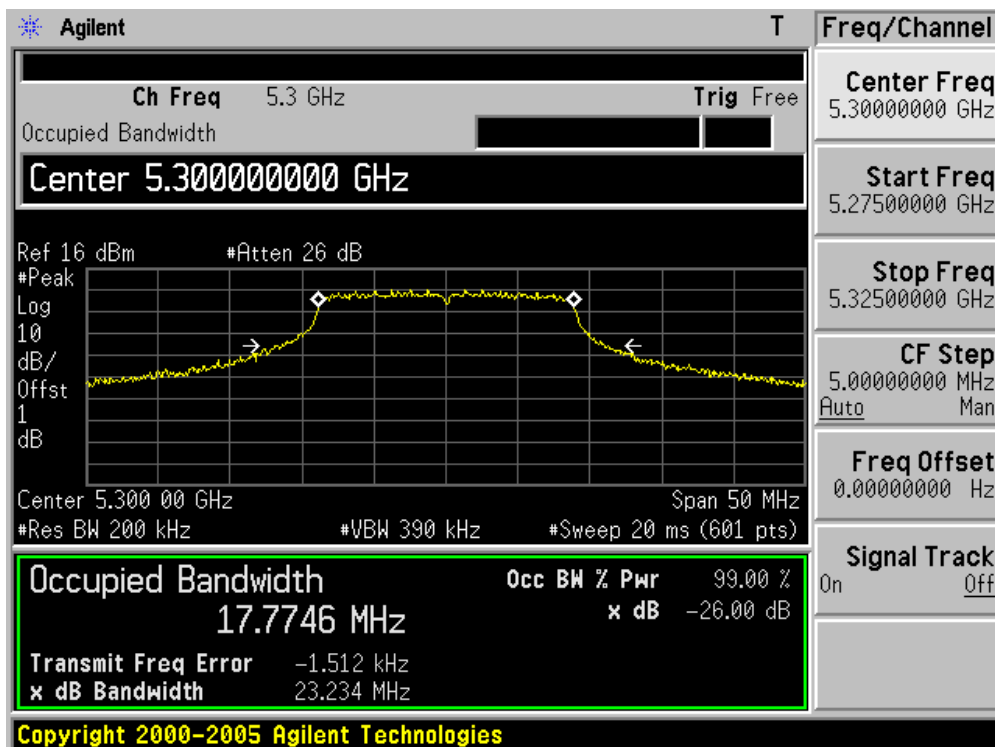 Agilent T Freq/Channel
Ch Freq 5.3 GHz Trig Free
Occupied Bandwidth
Center 5.300000000 GHz
Ref 16 dBm #Atten 26 dB
#Peak
Log
10
dB/
Offst
1
dB
Center 5.300 00 GHz Span 50 MHz
#Res BW 200 kHz #VBW 390 kHz #Sweep 20 ms (601 pts)
Occupied Bandwidth Occ BW % Pwr 99.00 %
17.7746 MHz x dB -26.00 dB
Transmit Freq Error -1.512 kHz
x dB Bandwidth 23.234 MHz
Copyright 2000-2005 Agilent Technologies
Center Freq
5.30000000 GHz
Start Freq
5.27500000 GHz
Stop Freq
5.32500000 GHz
CF Step
5.00000000 MHz
Auto Man
Freq Offset
0.00000000 Hz
Signal Track
On Off